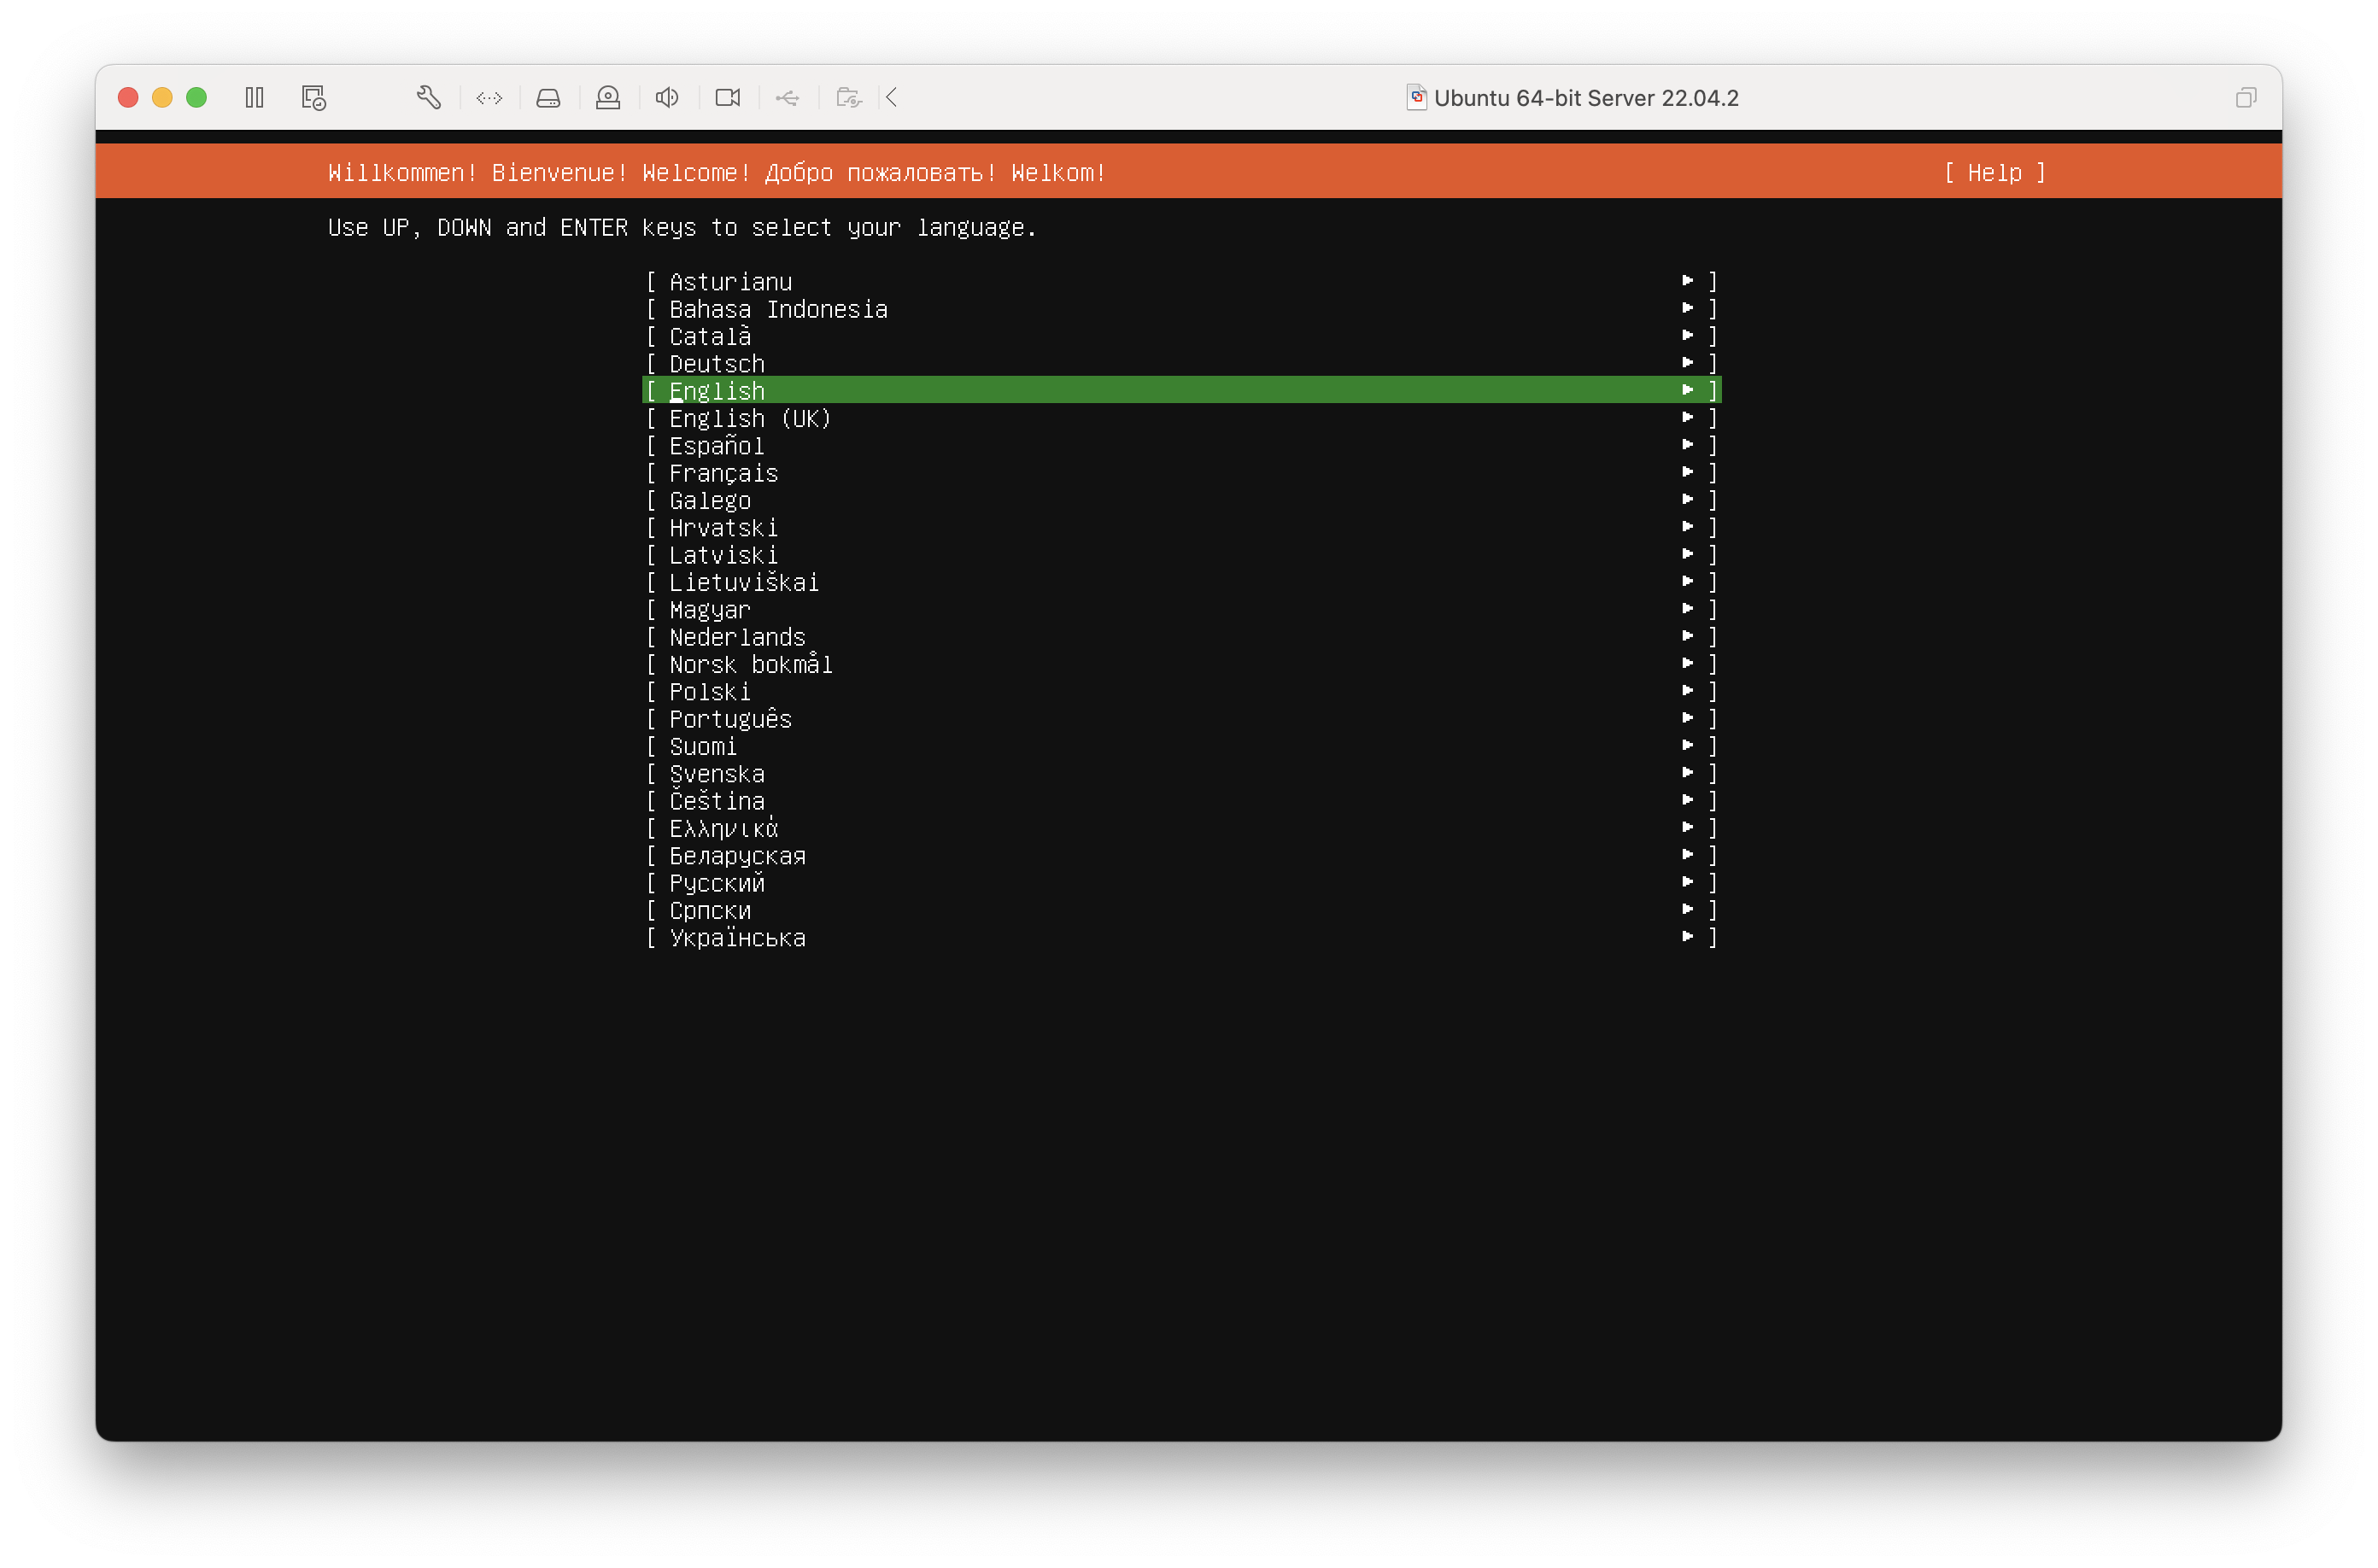 Ubuntu 64-bit Server 22.04.2
Willkommen! Bienvenue! Welcome! Добро пожаловать! Welkom! [ Help ]
Use UP, DOWN and ENTER keys to select your language.
[ Asturianu ▸ ]
[ Bahasa Indonesia ▸ ]
[ Català ▸ ]
[ Deutsch ▸ ]
[ English ▸ ]
[ English (UK) ▸ ]
[ Español ▸ ]
[ Français ▸ ]
[ Galego ▸ ]
[ Hrvatski ▸ ]
[ Latviski ▸ ]
[ Lietuviškai ▸ ]
[ Magyar ▸ ]
[ Nederlands ▸ ]
[ Norsk bokmål ▸ ]
[ Polski ▸ ]
[ Português ▸ ]
[ Suomi ▸ ]
[ Svenska ▸ ]
[ Čeština ▸ ]
[ Ελληνικά ▸ ]
[ Беларуская ▸ ]
[ Русский ▸ ]
[ Српски ▸ ]
[ Українська ▸ ]